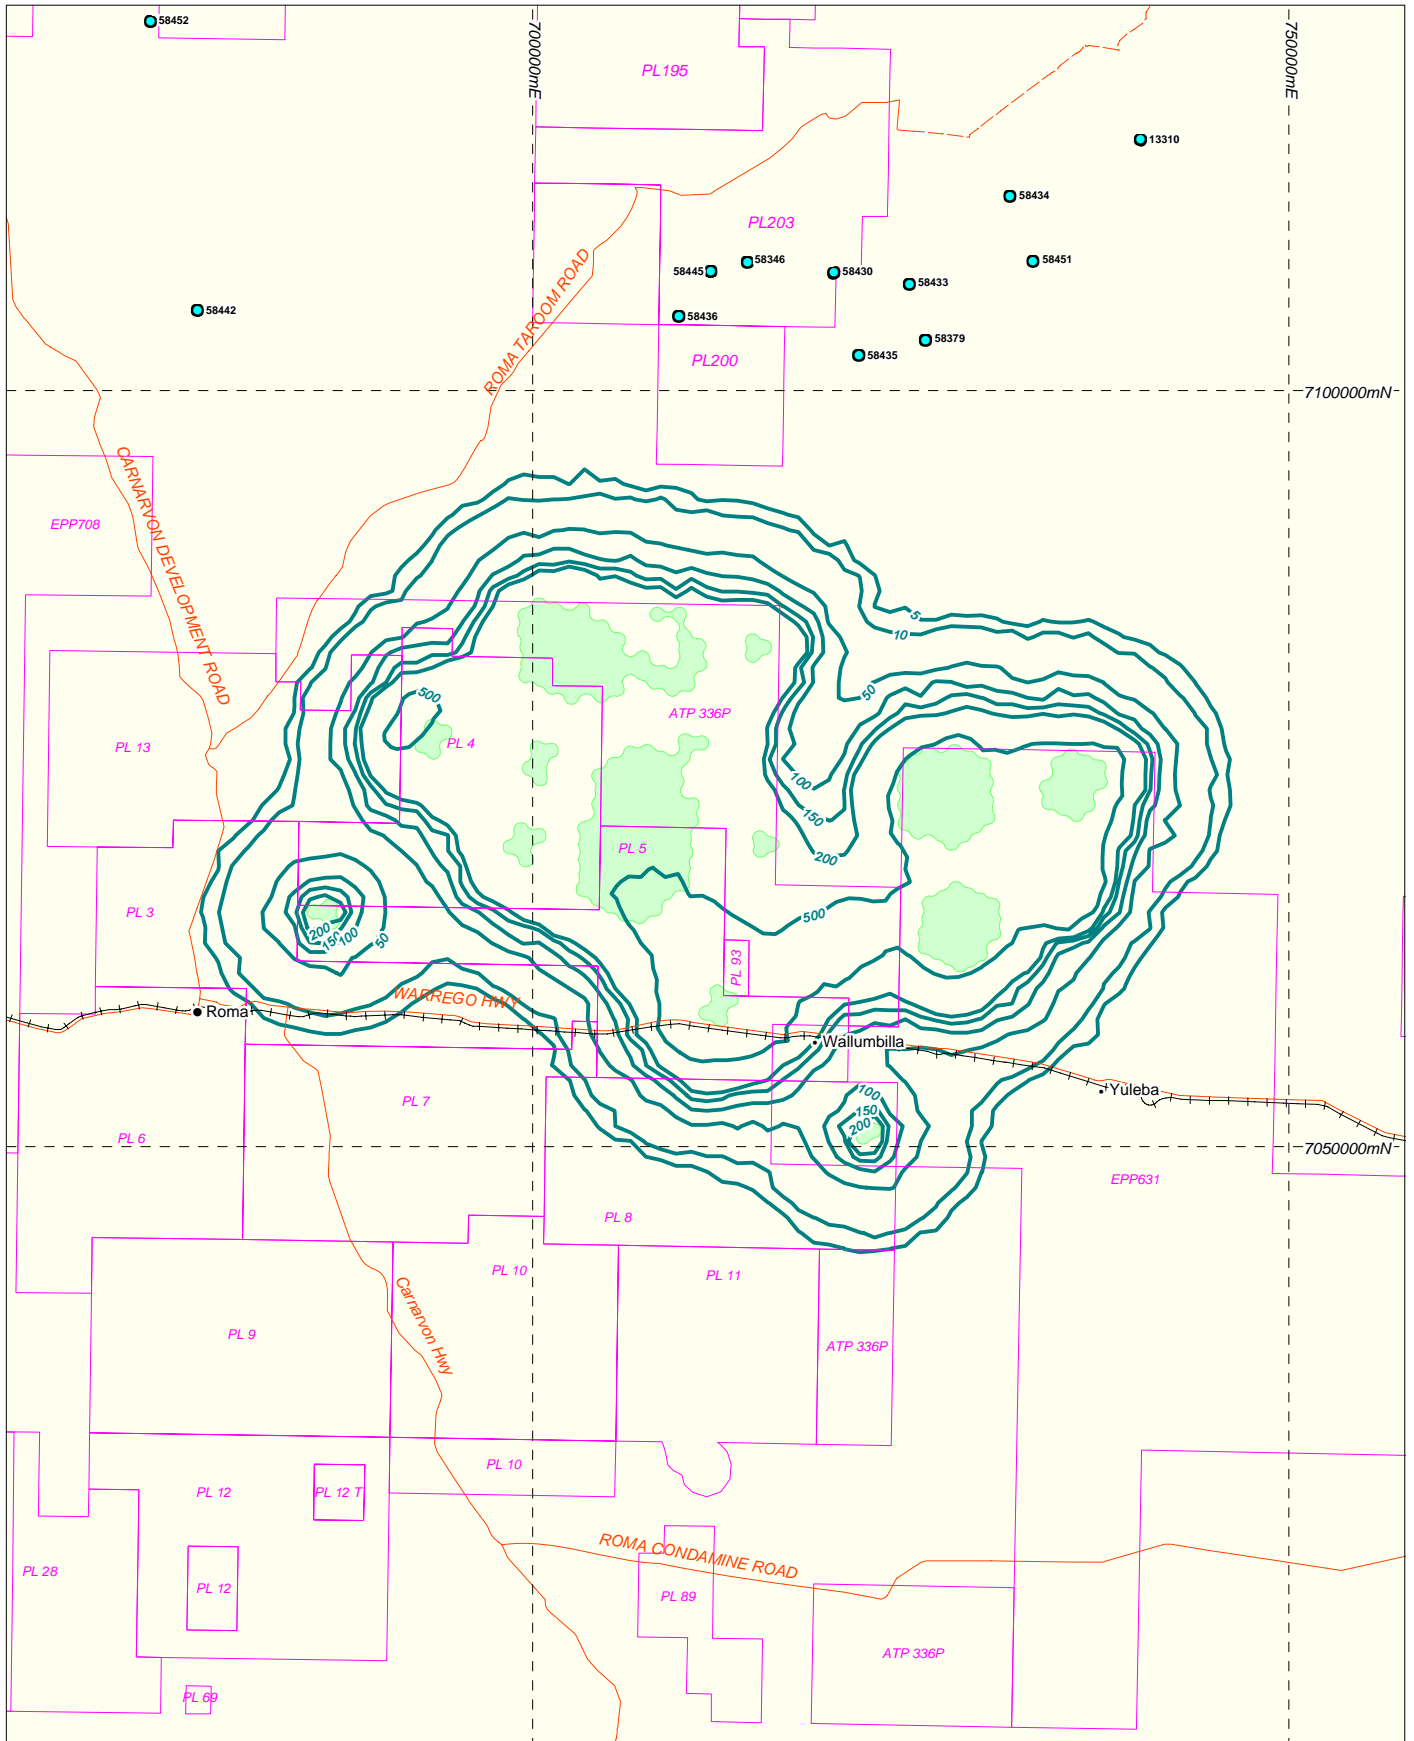 58452
700000mE
750000mE
PL195
13310
58434
PL203
58445
58346
58430
58451
58433
58442
58436
ROMA TAROOM ROAD
58379
58435
PL200
7100000mN
CARNARVON DEVELOPMENT ROAD
EPP708
5
10
50
500
ATP 336P
PL 4
PL 13
100
150
200
PL 5
500
PL 3
200
150
100
50
PL 93
WARREGO HWY
Roma
Wallumbilla
Yuleba
100
150
200
PL 7
PL 6
7050000mN
EPP631
PL 8
PL 10
PL 11
Carnarvon Hwy
PL 9
ATP 336P
PL 10
PL 12
PL 12 T
ROMA CONDAMINE ROAD
PL 28
PL 12
PL 89
ATP 336P
PL 69